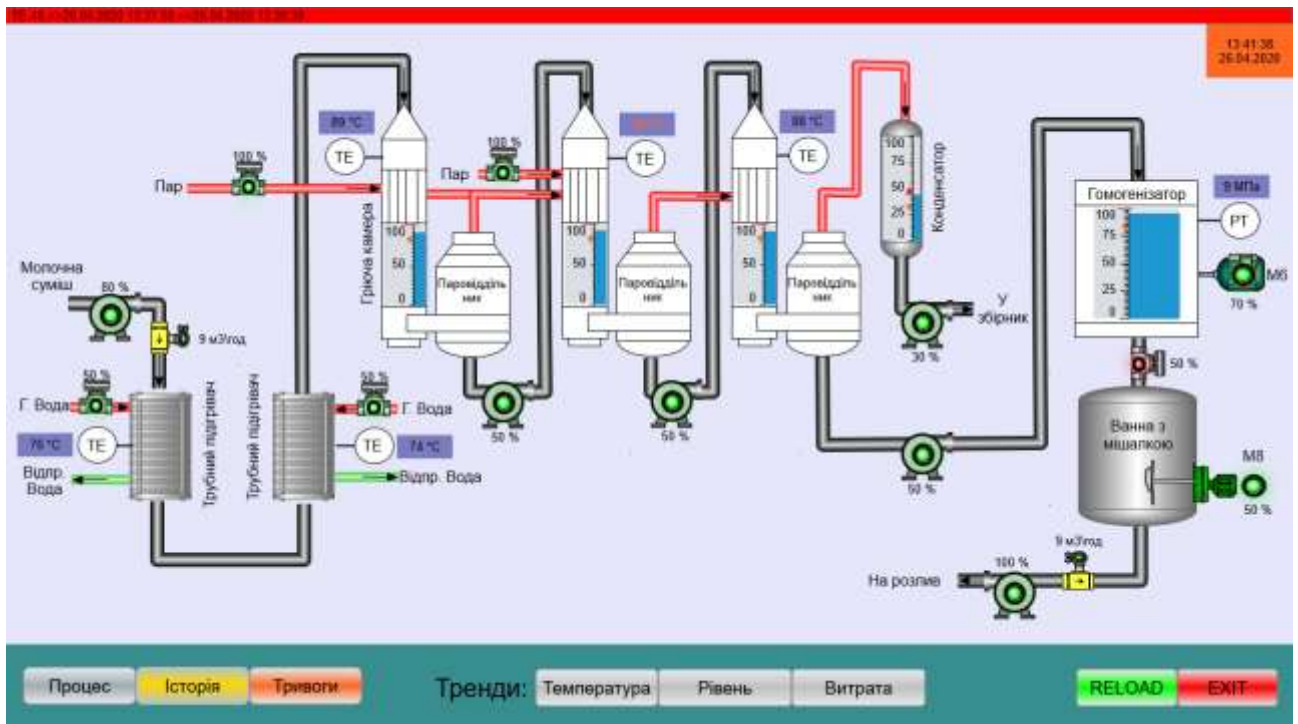 13:41:38
26.04.2020
89 °C
TE
100 %
Пар
Гріюча камера
100
50
0
Паровідділь
ник
50 %
100 %
Пар
TE
100
50
0
Паровідділь
ник
50 %
88 °C
TE
100
50
0
Паровідділь
ник
50 %
100
75
50
25
0
Конденсатор
У
збірник
30 %
Гомогенізатор
100
75
50
25
0
9 МПа
PT
M6
70 %
50 %
Ванна з
мішалкою
M8
50 %
9 м3\год
100 %
На розлив
Молочна
суміш
80 %
9 м3\год
50 %
Г. Вода
76 °C
TE
Відпр.
Вода
Трубний підігрівач
Трубний підігрівач
50 %
Г. Вода
TE
74 °C
Відпр. Вода
Процес
Історія
Тривоги
Тренди:
Температура
Рівень
Витрата
RELOAD
EXIT